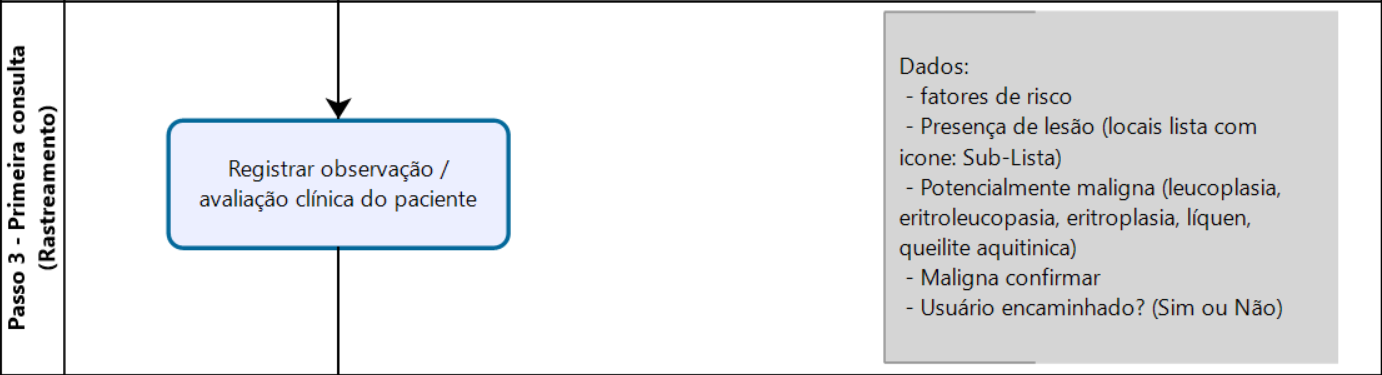 Passo 3 - Primeira consulta
(Rastreamento)
Registrar observação /
avaliação clínica do paciente
Dados:
- fatores de risco
- Presença de lesão (locais lista com
icone: Sub-Lista)
- Potencialmente maligna (leucoplasia,
eritroleucopasia, eritroplasia, líquen,
queilite aquitinica)
- Maligna confirmar
- Usuário encaminhado? (Sim ou Não)